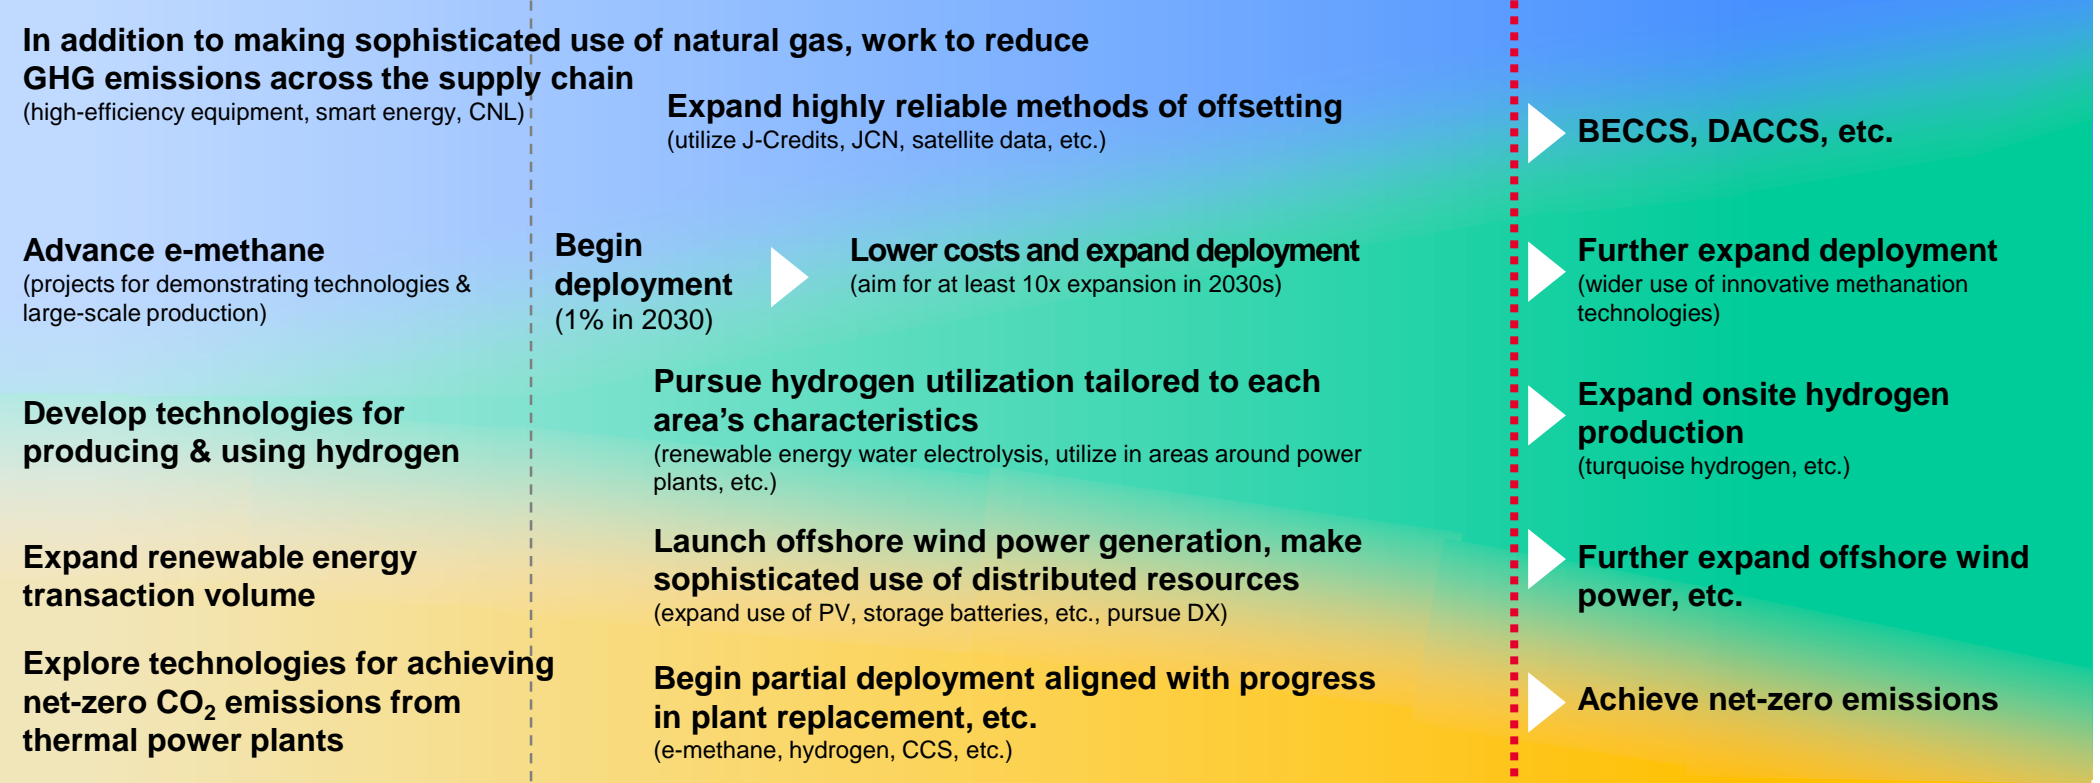 In addition to making sophisticated use of natural gas, work to reduce
GHG emissions across the supply chain
(high-efficiency equipment, smart energy, CNL)
Expand highly reliable methods of offsetting
(utilize J-Credits, JCN, satellite data, etc.)
BECCS, DACCS, etc.
Advance e-methane
(projects for demonstrating technologies &
large-scale production)
Begin
deployment
(1% in 2030)
Lower costs and expand deployment
(aim for at least 10x expansion in 2030s)
Further expand deployment
(wider use of innovative methanation
technologies)
Develop technologies for
producing & using hydrogen
Pursue hydrogen utilization tailored to each
area's characteristics
(renewable energy water electrolysis, utilize in areas around power
plants, etc.)
Expand onsite hydrogen
production
(turquoise hydrogen, etc.)
Expand renewable energy
transaction volume
Launch offshore wind power generation, make
sophisticated use of distributed resources
(expand use of PV, storage batteries, etc., pursue DX)
Further expand offshore wind
power, etc.
Explore technologies for achieving
net-zero CO₂ emissions from
thermal power plants
Begin partial deployment aligned with progress
in plant replacement, etc.
(e-methane, hydrogen, CCS, etc.)
Achieve net-zero emissions